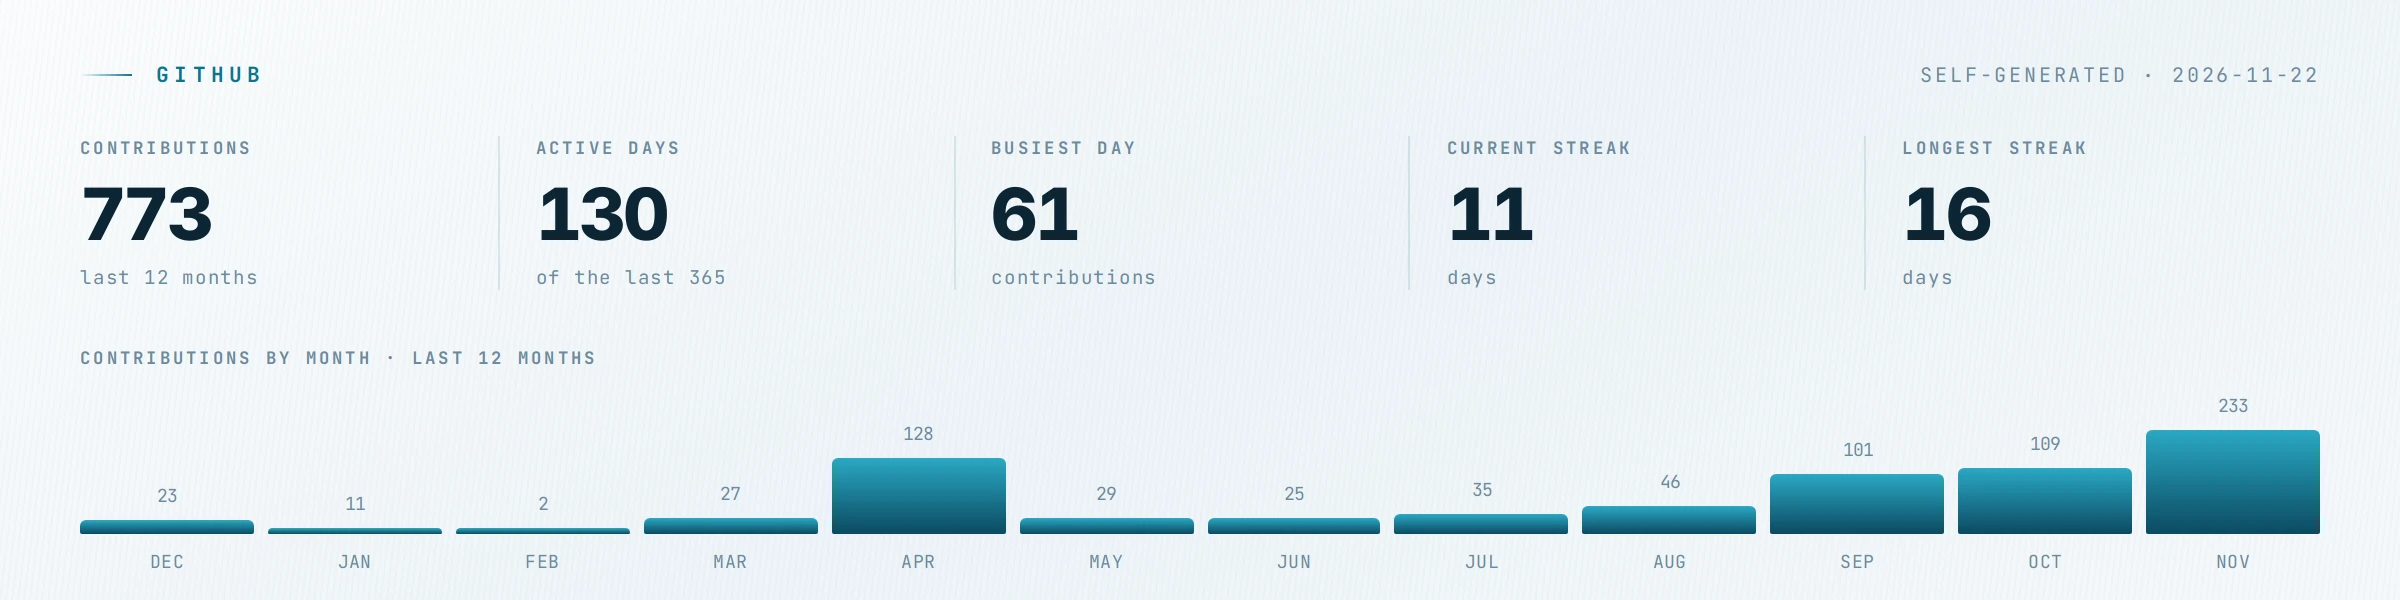 GITHUB
SELF-GENERATED · 2026-11-22
CONTRIBUTIONS
773
last 12 months
ACTIVE DAYS
130
of the last 365
BUSIEST DAY
61
contributions
CURRENT STREAK
11
days
LONGEST STREAK
16
days
CONTRIBUTIONS BY MONTH · LAST 12 MONTHS
23 11 2 27 128 29 25 35 46 101 109 233
DEC JAN FEB MAR APR MAY JUN JUL AUG SEP OCT NOV